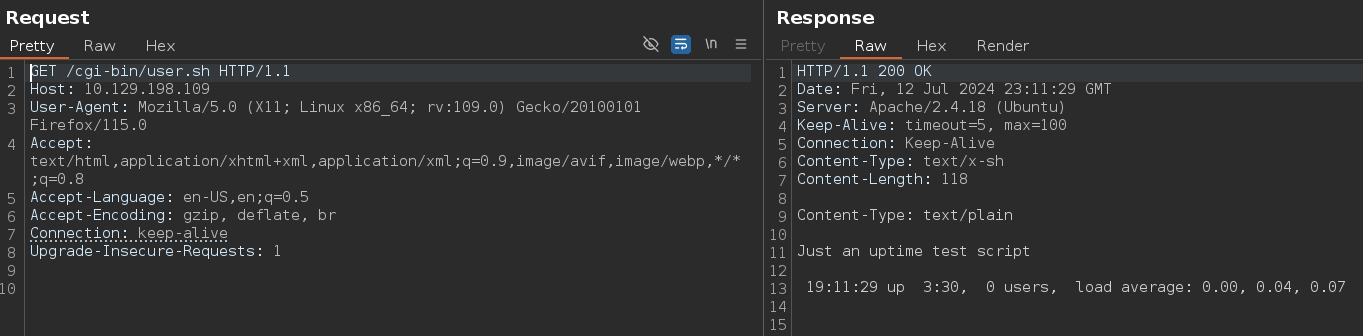 Request
Pretty Raw Hex
\n
1 GET /cgi-bin/user.sh HTTP/1.1
2 Host: 10.129.198.109
3 User-Agent: Mozilla/5.0 (X11; Linux x86_64; rv:109.0) Gecko/20100101
Firefox/115.0
4 Accept:
text/html,application/xhtml+xml,application/xml;q=0.9,image/avif,image/webp,*/*
;q=0.8
5 Accept-Language: en-US,en;q=0.5
6 Accept-Encoding: gzip, deflate, br
7 Connection: keep-alive
8 Upgrade-Insecure-Requests: 1
9
10
Response
Pretty Raw Hex Render
1 HTTP/1.1 200 OK
2 Date: Fri, 12 Jul 2024 23:11:29 GMT
3 Server: Apache/2.4.18 (Ubuntu)
4 Keep-Alive: timeout=5, max=100
5 Connection: Keep-Alive
6 Content-Type: text/x-sh
7 Content-Length: 118
8
9 Content-Type: text/plain
10
11 Just an uptime test script
12
13 19:11:29 up  3:30,  0 users,  load average: 0.00, 0.04, 0.07
14
15